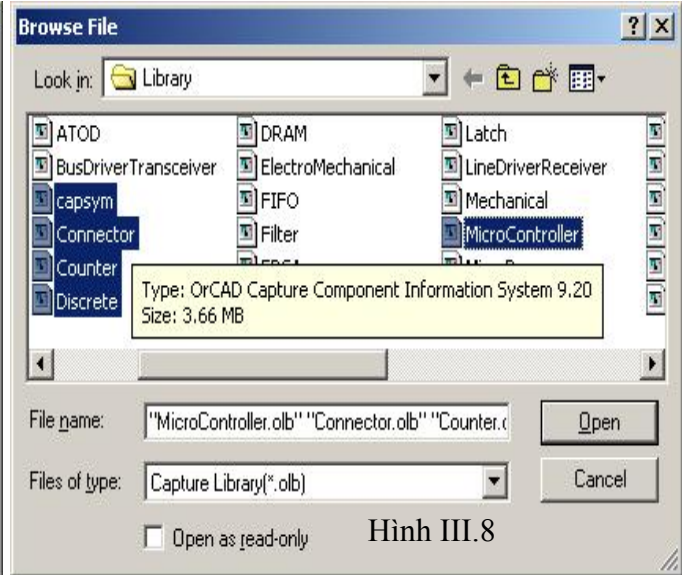 Browse File
Look in: Library
ATOD DRAM Latch
BusDriverTransceiver ElectroMechanical LineDriverReceiver
capsym FIFO Mechanical
Connector Filter MicroController
Counter
Discrete
Type: OrCAD Capture Component Information System 9.20
Size: 3.66 MB
File name: "MicroController.olb" "Connector.olb" "Counter. Open
Files of type: Capture Library(*.olb) Cancel
Open as read-only Hình III.8